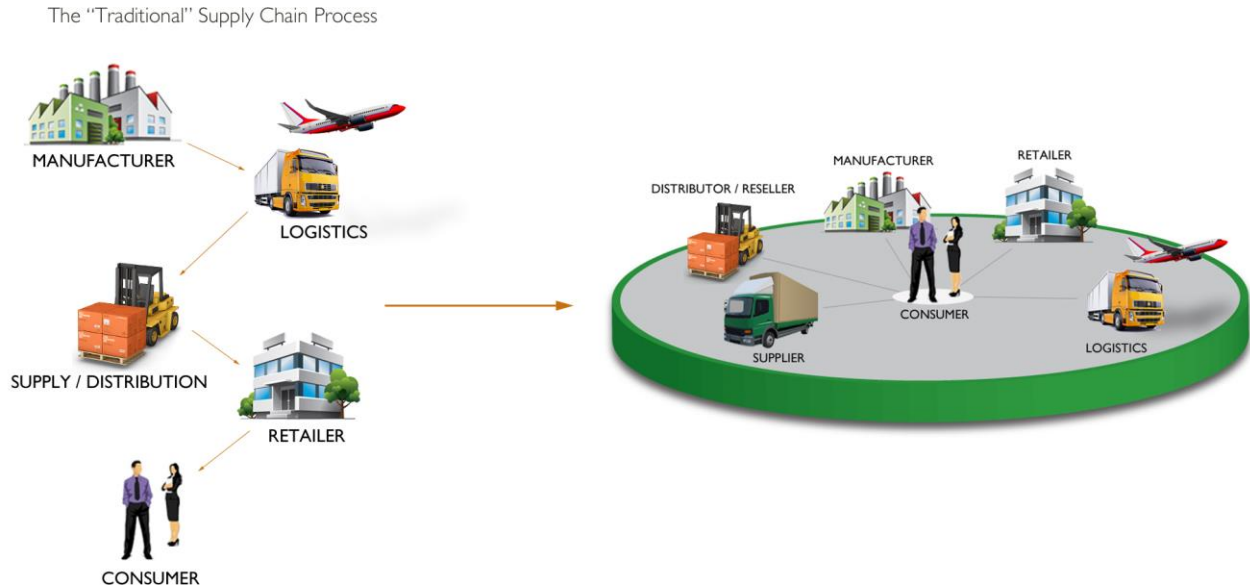 The “Traditional” Supply Chain Process
MANUFACTURER
LOGISTICS
SUPPLY / DISTRIBUTION
RETAILER
CONSUMER
MANUFACTURER
RETAILER
DISTRIBUTOR / RESELLER
CONSUMER
SUPPLIER
LOGISTICS